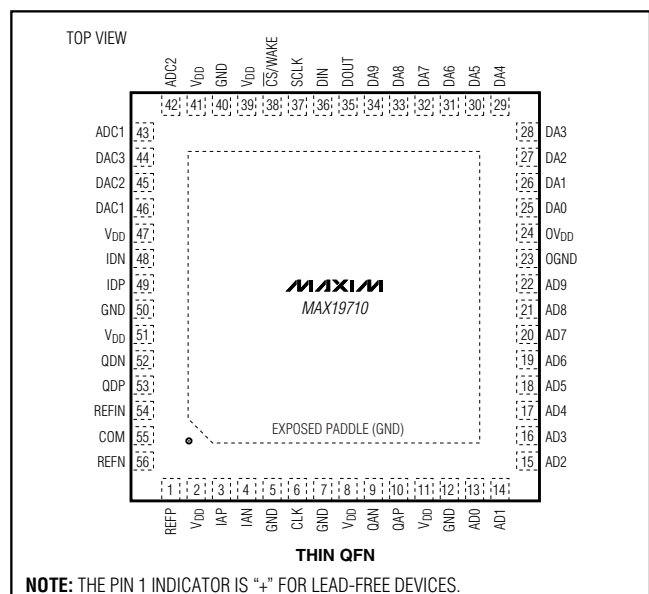 TOP VIEW
ADC2
VDD
GND
VDD
CS/WAKE
SCLK
DIN
DOUT
DA9
DA8
DA7
DA6
DA5
DA4
42 41 40 39 38 37 36 35 34 33 32 31 30 29
ADC1 43
DAC3 44
DAC2 45
DAC1 46
VDD 47
IDN 48
IDP 49
GND 50
VDD 51
QDN 52
QDP 53
REFIN 54
COM 55
REFN 56
28 DA3
27 DA2
26 DA1
25 DA0
24 OVDD
23 OGND
22 AD9
21 AD8
20 AD7
19 AD6
18 AD5
17 AD4
16 AD3
15 AD2
MAXIM
MAX19710
EXPOSED PADDLE (GND)
1 2 3 4 5 6 7 8 9 10 11 12 13 14
REFP
VDD
IAP
IAN
GND
CLK
GND
VDD
QAN
QAP
VDD
GND
AD0
AD1
THIN QFN
NOTE: THE PIN 1 INDICATOR IS “+” FOR LEAD-FREE DEVICES.